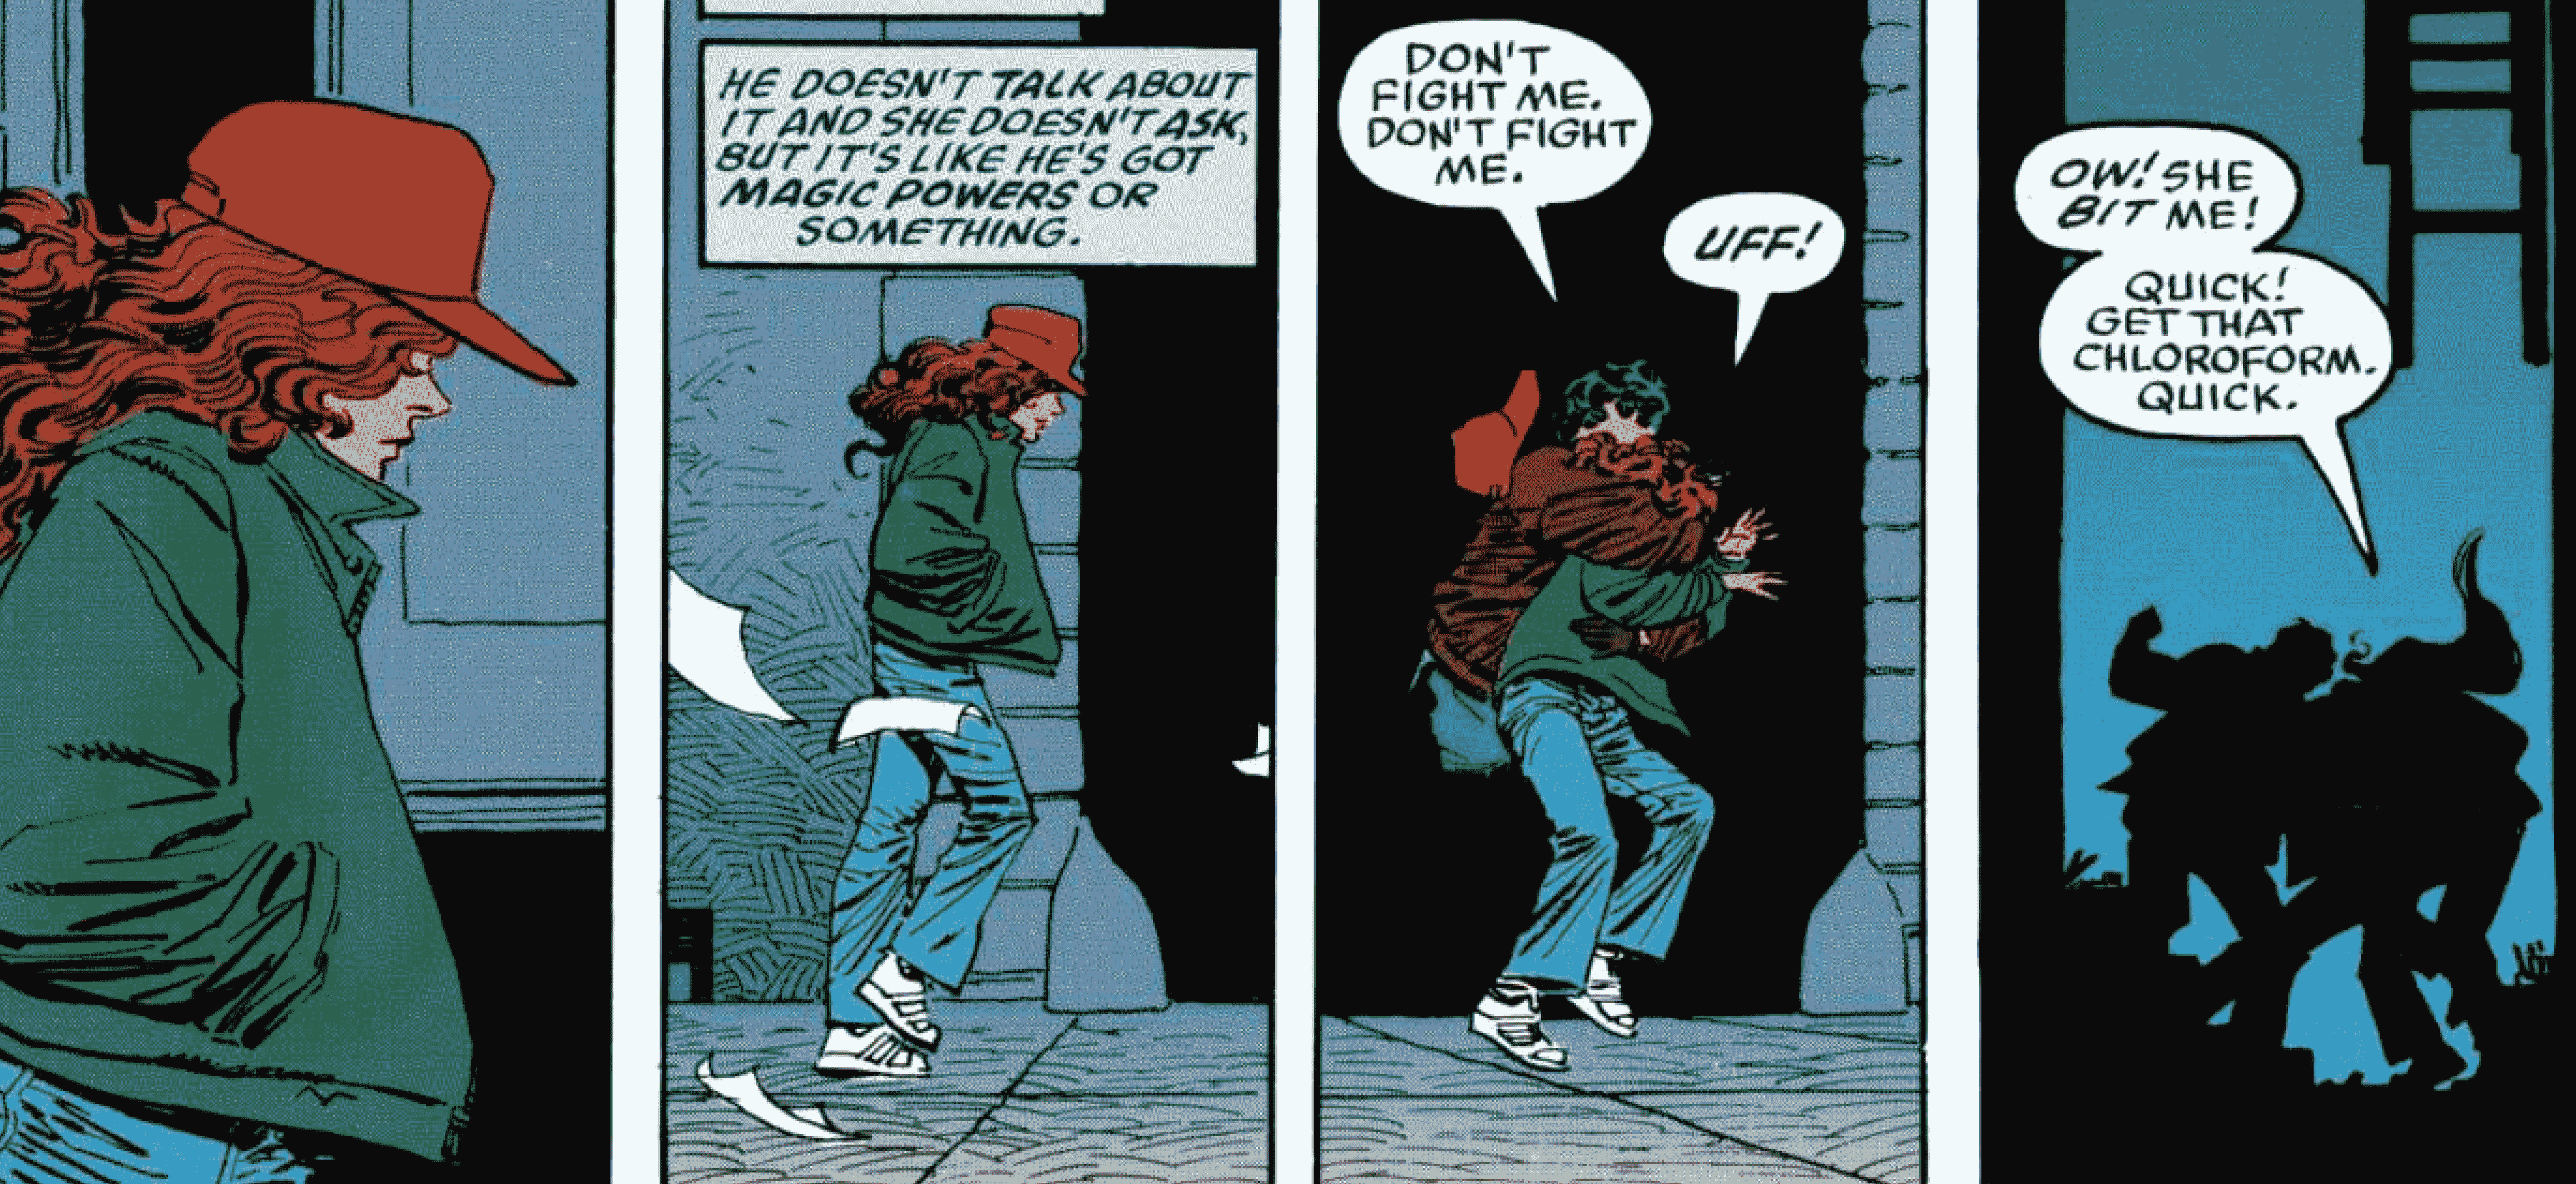 HE DOESN'T TALK ABOUT
IT AND SHE DOESN'T ASK,
BUT IT'S LIKE HE'S GOT
MAGIC POWERS OR
SOMETHING.
DON'T
FIGHT ME.
DON'T FIGHT
ME.
UFF!
OW! SHE
BIT ME!
QUICK!
GET THAT
CHLOROFORM.
QUICK.